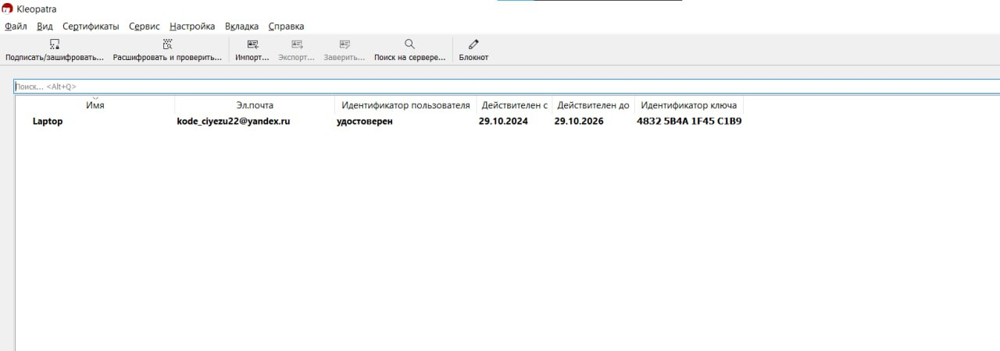 Kleopatra
Файл Вид Сертификаты Сервис Настройка Вкладка Справка
Подписать/зашифровать... Расшифровать и проверить... Импорт... Экспорт... Заверить... Поиск на сервере... Блокнот
Поиск... <Alt+Q>
Имя Эл.почта Идентификатор пользователя Действителен с Действителен до Идентификатор ключа
Laptop kode_ciyezu22@yandex.ru удостоверен 29.10.2024 29.10.2026 4832 5B4A 1F45 C1B9